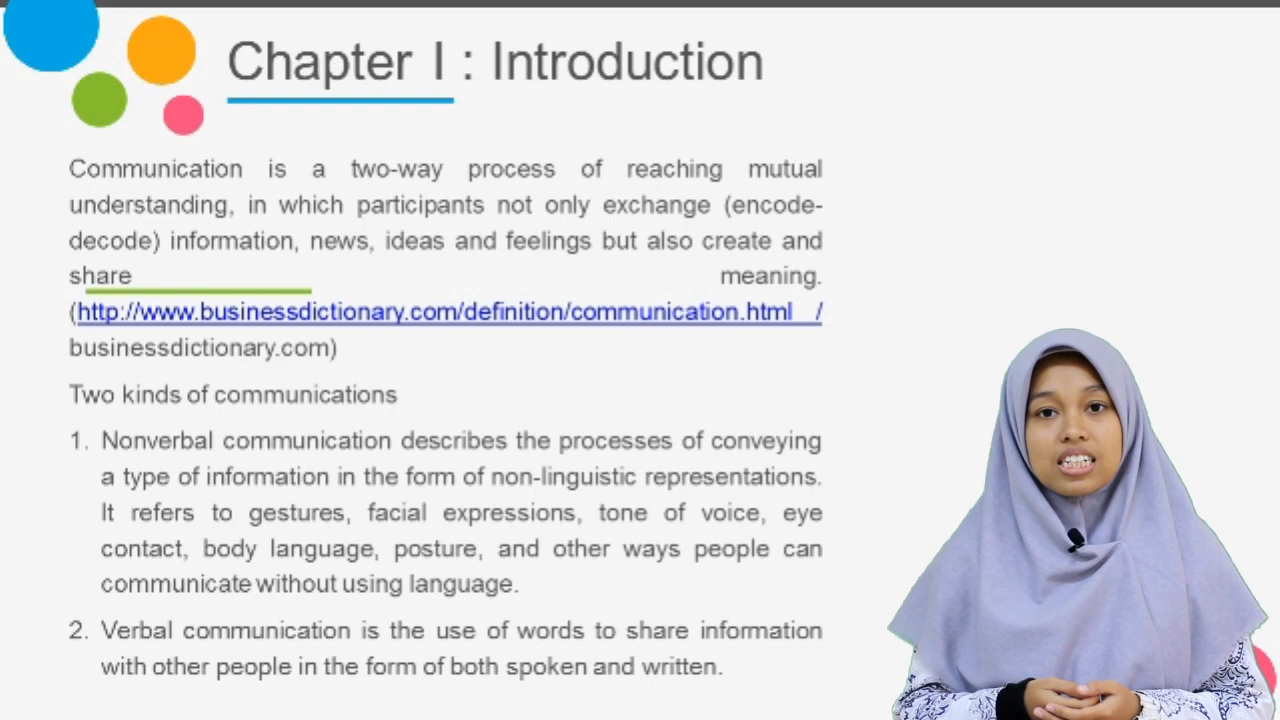 Chapter I : Introduction
Communication is a two-way process of reaching mutual
understanding, in which participants not only exchange (encode-
decode) information, news, ideas and feelings but also create and
share meaning.
(http://www.businessdictionary.com/definition/communication.html /
businessdictionary.com)
Two kinds of communications
1. Nonverbal communication describes the processes of conveying
a type of information in the form of non-linguistic representations.
It refers to gestures, facial expressions, tone of voice, eye
contact, body language, posture, and other ways people can
communicate without using language.
2. Verbal communication is the use of words to share information
with other people in the form of both spoken and written.